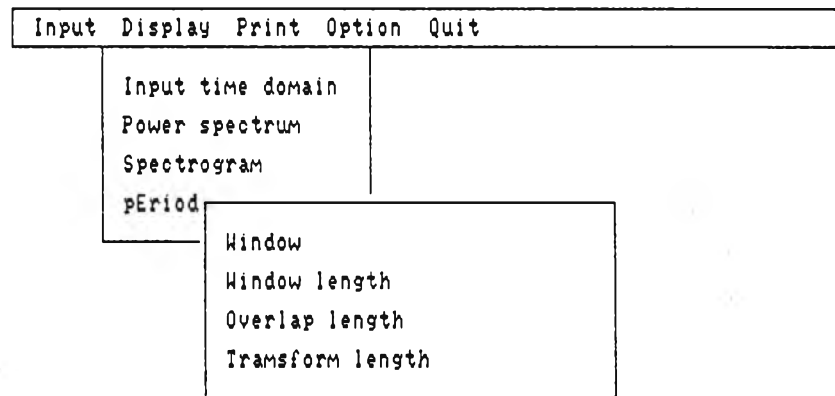 Input Display Print Option Quit
Input time domain
Power spectrum
Spectrogram
pEriod
Window
Window length
Overlap length
Tramsform length